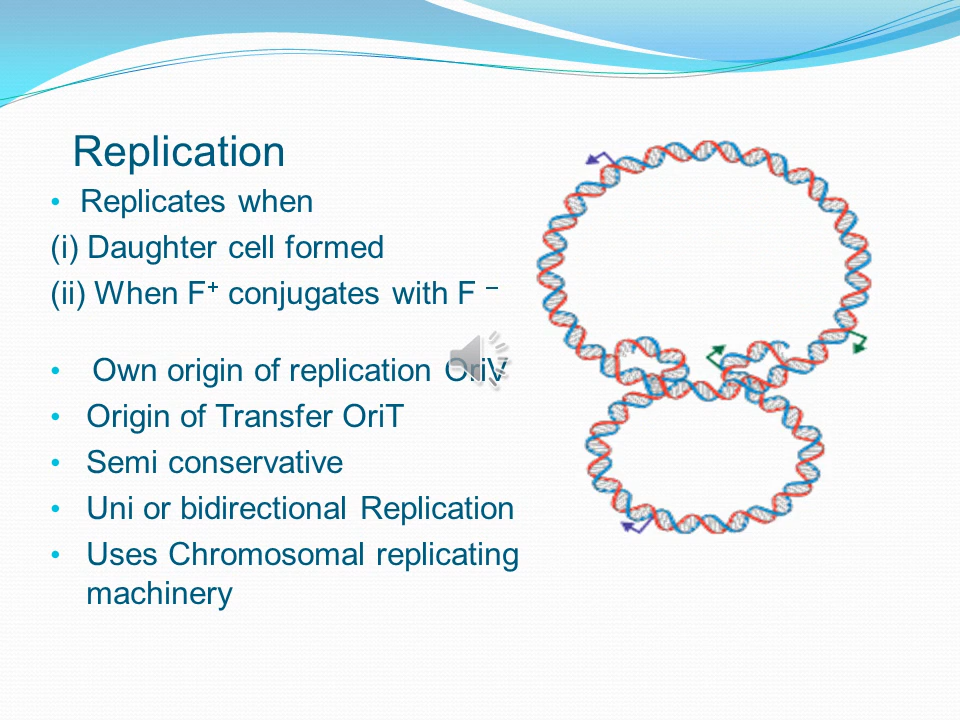 Replication
• Replicates when
(i) Daughter cell formed
(ii) When F⁺ conjugates with F ⁻
• Own origin of replication OriV
• Origin of Transfer OriT
• Semi conservative
• Uni or bidirectional Replication
• Uses Chromosomal replicating
machinery